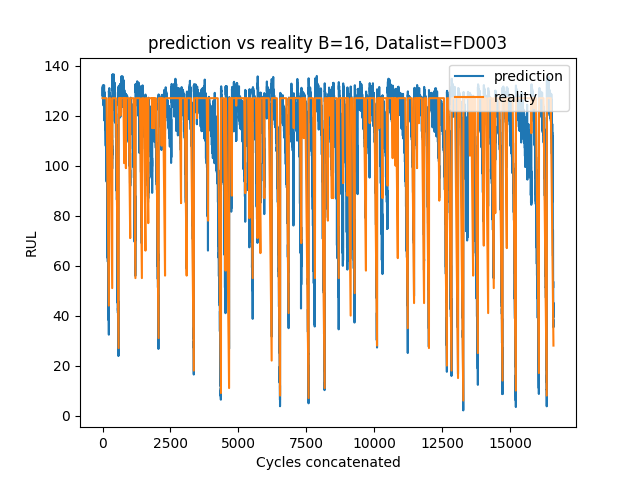 prediction vs reality B=16, Datalist=FD003
prediction
reality
RUL
140
120
100
80
60
40
20
0
0 2500 5000 7500 10000 12500 15000
Cycles concatenated